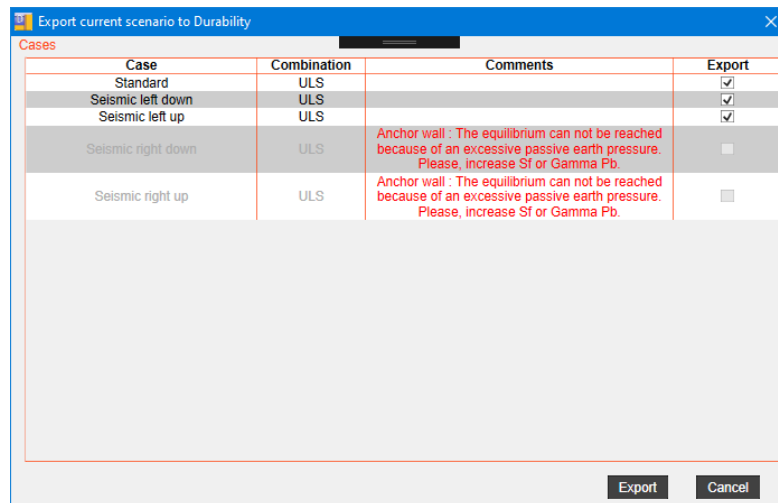 Export current scenario to Durability
Cases
Case Combination Comments Export
Standard ULS
Seismic left down ULS
Seismic left up ULS
Seismic right down ULS Anchor wall : The equilibrium can not be reached
because of an excessive passive earth pressure.
Please, increase Sf or Gamma Pb.
Seismic right up ULS Anchor wall : The equilibrium can not be reached
because of an excessive passive earth pressure.
Please, increase Sf or Gamma Pb.
Export Cancel